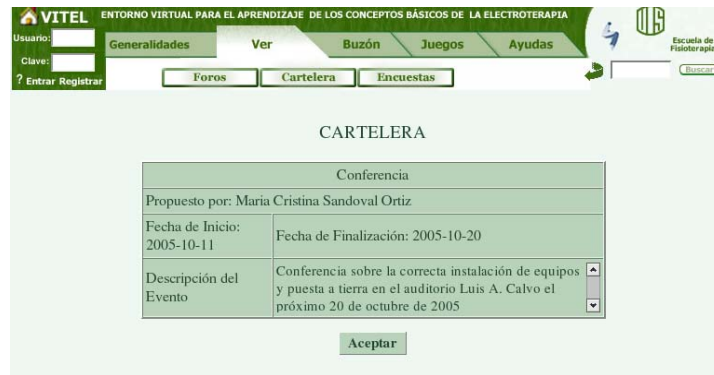 VITEL ENTORNO VIRTUAL PARA EL APRENDIZAJE DE LOS CONCEPTOS BÁSICOS DE LA ELECTROTERAPIA
Usuario:
Generalidades Ver Buzón Juegos Ayudas
Escuela de
Fisioterapia
Clave:
? Entrar Registrar
Foros Cartelera Encuestas
Buscar
CARTELERA
Conferencia
Propuesto por: Maria Cristina Sandoval Ortiz
Fecha de Inicio:
2005-10-11
Fecha de Finalización: 2005-10-20
Descripción del
Evento
Conferencia sobre la correcta instalación de equipos
y puesta a tierra en el auditorio Luis A. Calvo el
próximo 20 de octubre de 2005
Aceptar